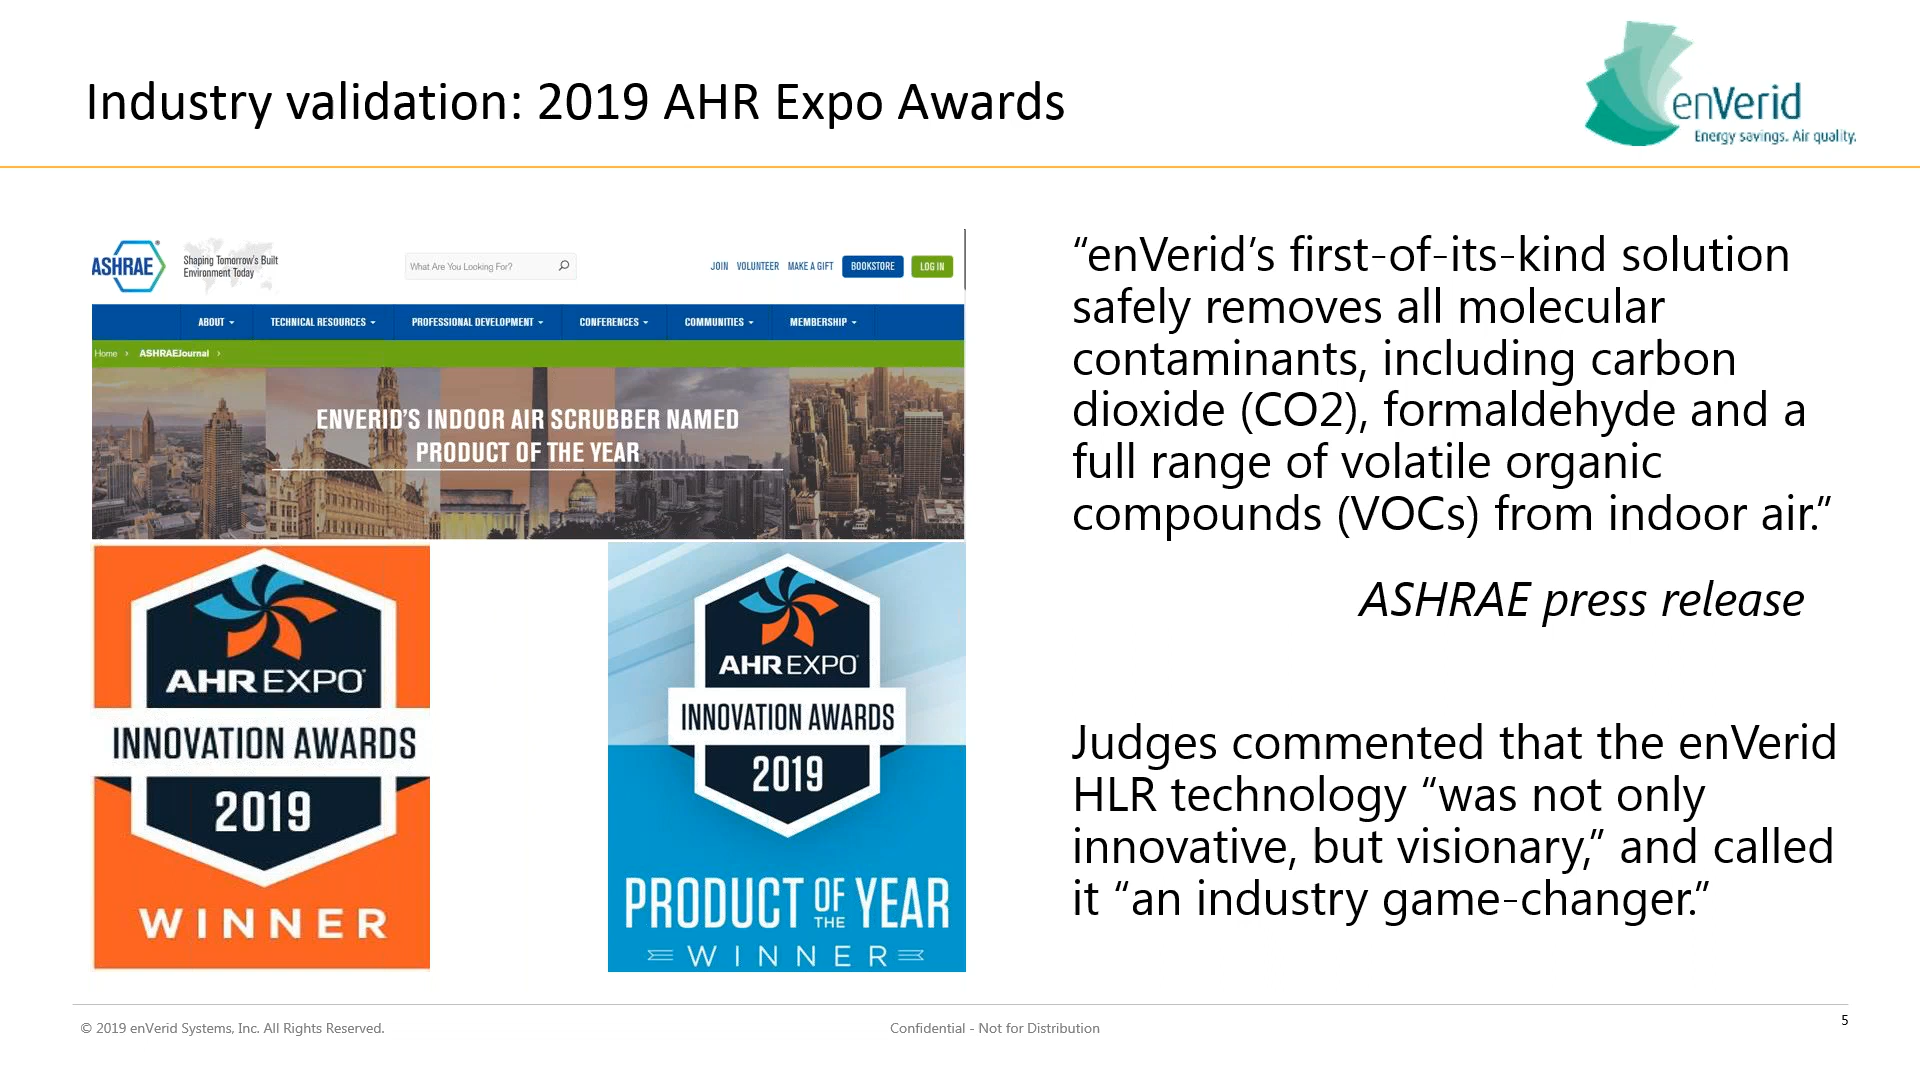 Industry validation: 2019 AHR Expo Awards
enVerid
Energy savings. Air quality.
ASHRAE
Shaping Tomorrow's Built
Environment Today
What Are You Looking For?
JOIN VOLUNTEER MAKE A GIFT BOOKSTORE LOG IN
ABOUT TECHNICAL RESOURCES PROFESSIONAL DEVELOPMENT CONFERENCES COMMUNITIES MEMBERSHIP
Home › ASHRAEJournal ›
ENVERID'S INDOOR AIR SCRUBBER NAMED
PRODUCT OF THE YEAR
AHR EXPO
INNOVATION AWARDS
2019
WINNER
AHR EXPO
INNOVATION AWARDS
2019
PRODUCT OF THE YEAR
WINNER
“enVerid’s first-of-its-kind solution
safely removes all molecular
contaminants, including carbon
dioxide (CO2), formaldehyde and a
full range of volatile organic
compounds (VOCs) from indoor air.”
ASHRAE press release
Judges commented that the enVerid
HLR technology “was not only
innovative, but visionary,” and called
it “an industry game-changer.”
© 2019 enVerid Systems, Inc. All Rights Reserved.
Confidential - Not for Distribution
5